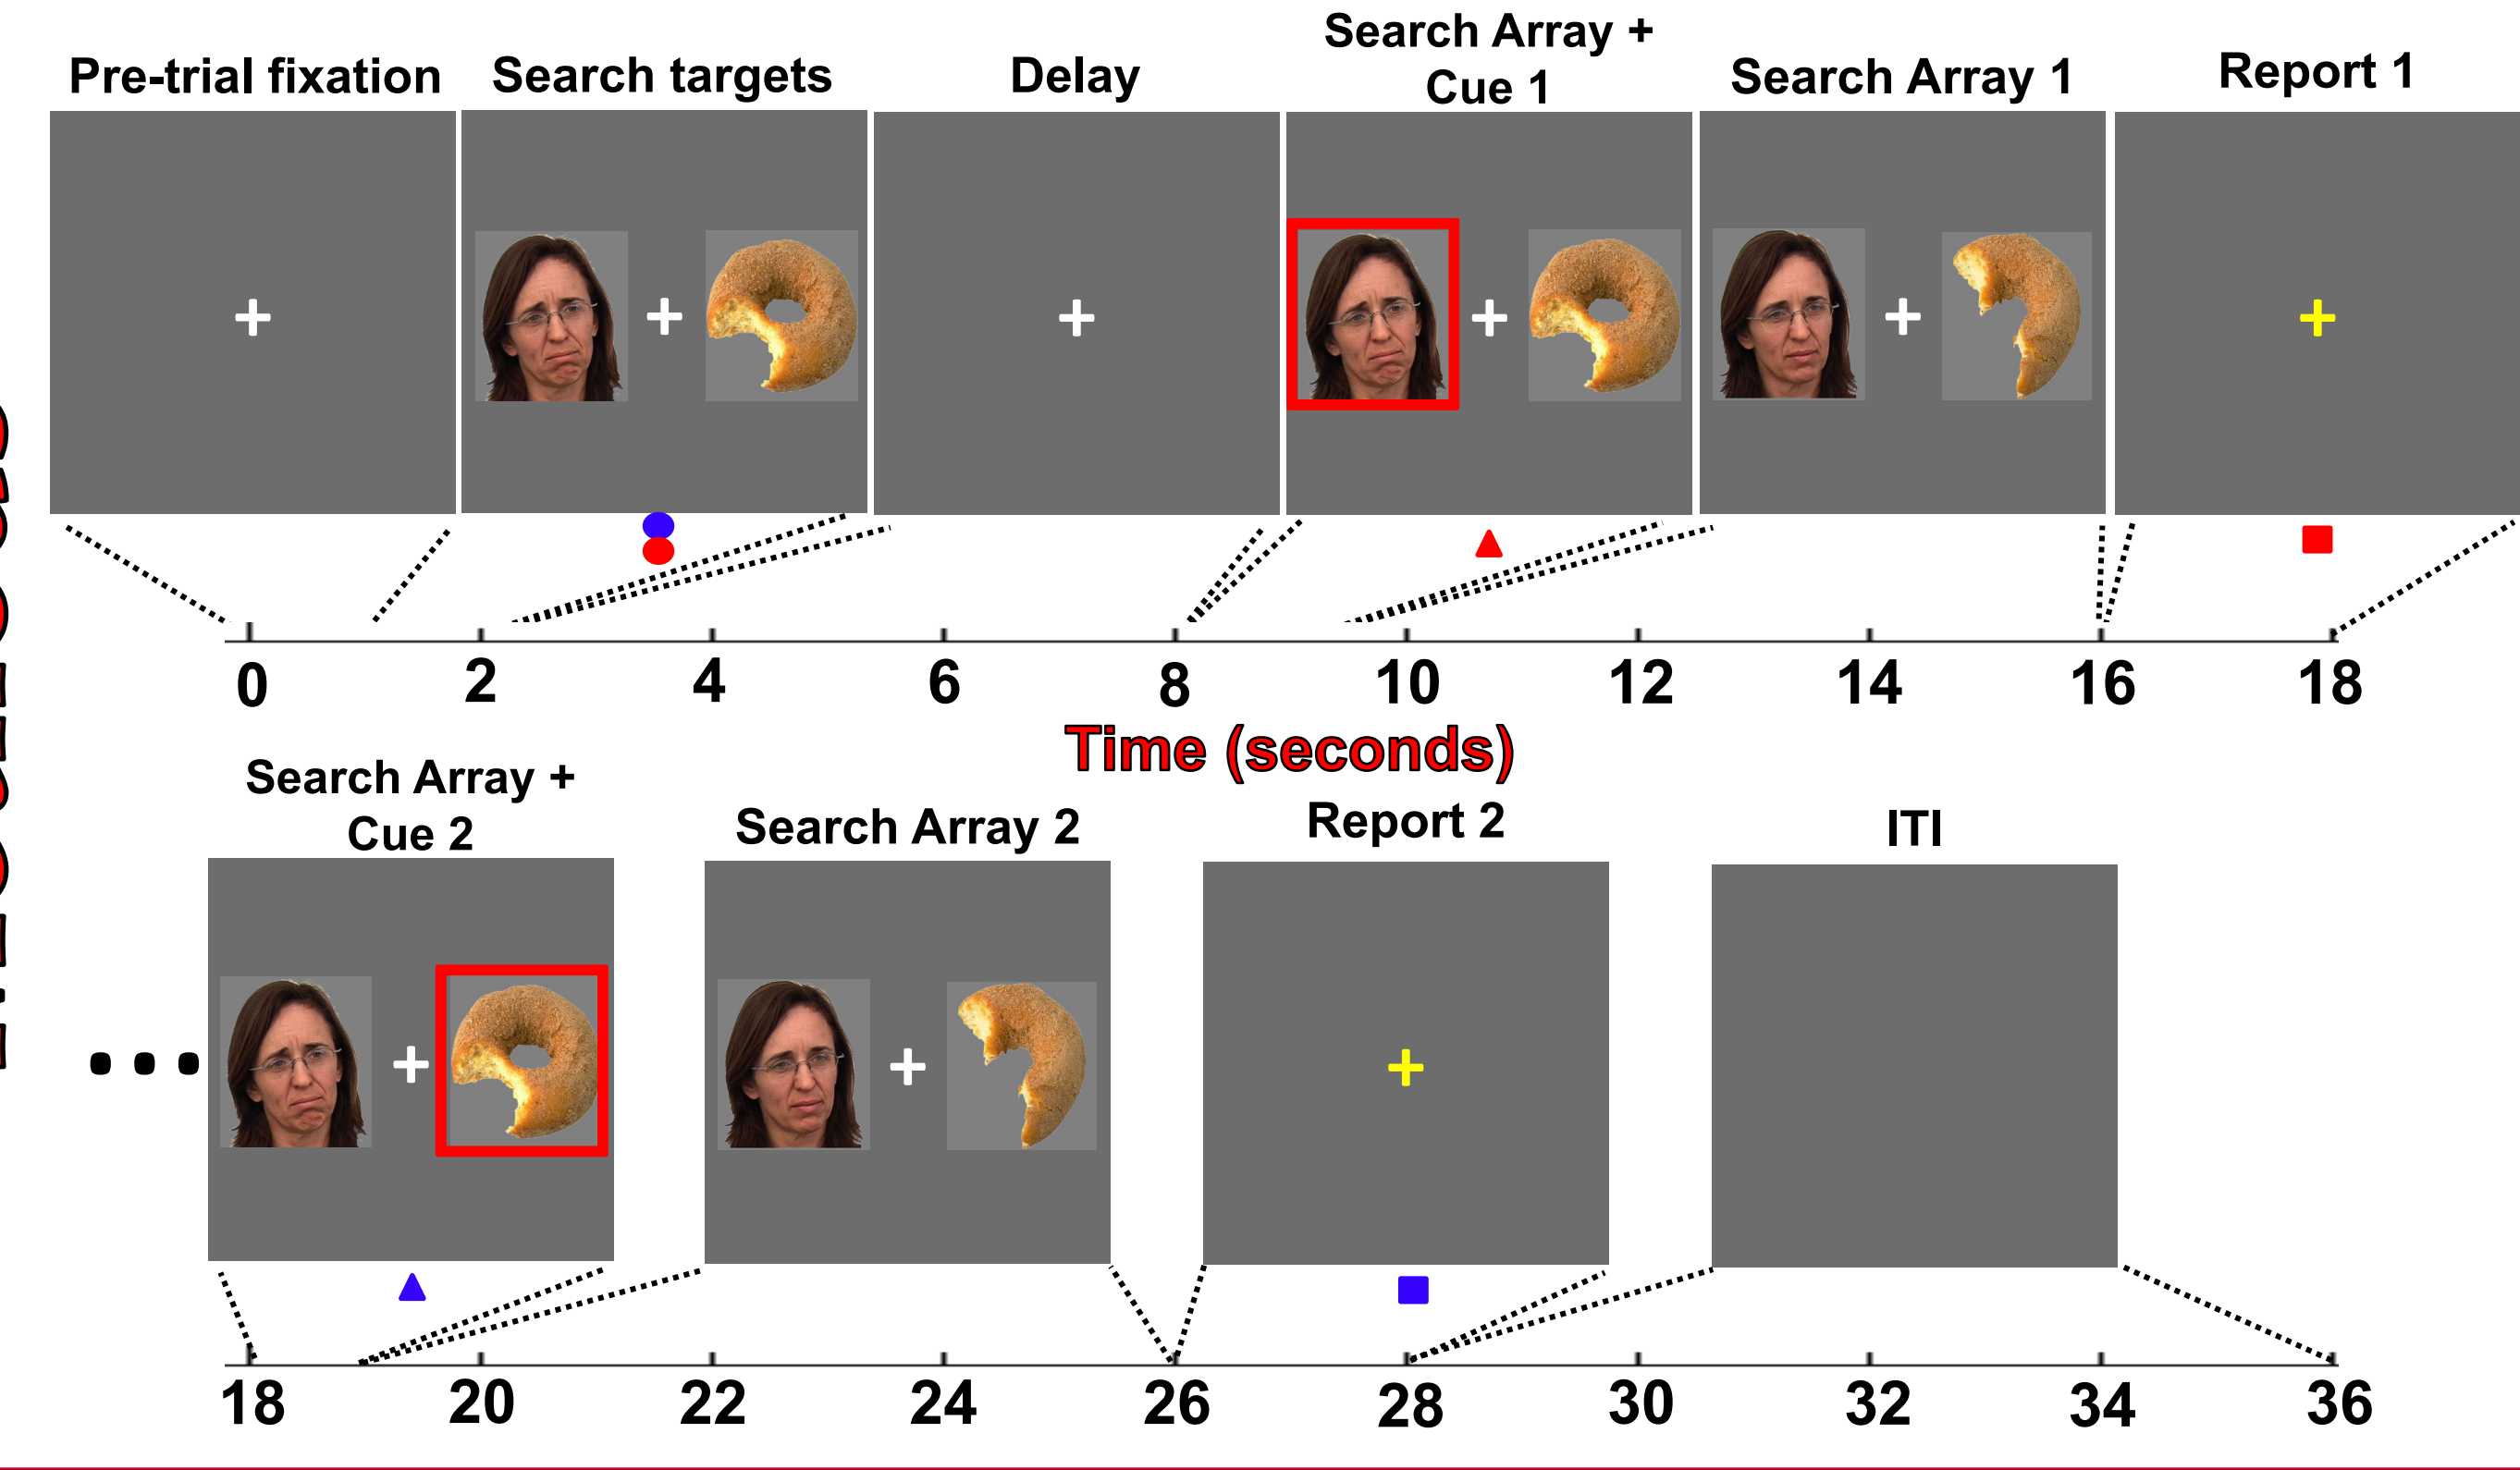 Pre-trial fixation
Search targets
Delay
Search Array +
Cue 1
Search Array 1
Report 1
0 2 4 6 8 10 12 14 16 18
Time (seconds)
Search Array +
Cue 2
Search Array 2
Report 2
ITI
...
18 20 22 24 26 28 30 32 34 36